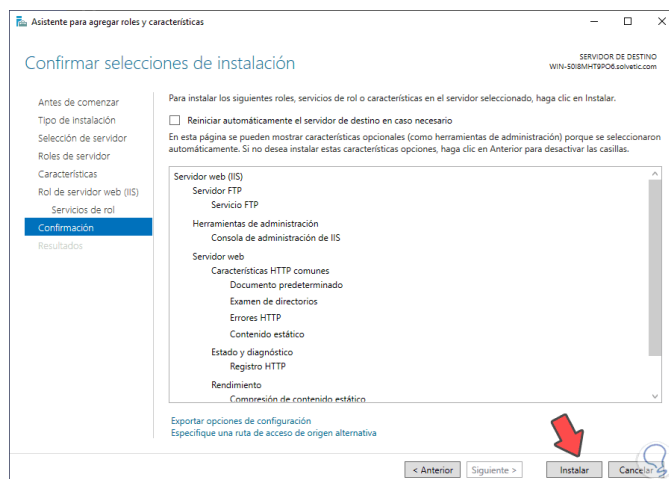 Asistente para agregar roles y características
Confirmar selecciones de instalación
SERVIDOR DE DESTINO
WIN-50I8MHT9PO6.solvetic.com
Antes de comenzar
Tipo de instalación
Selección de servidor
Roles de servidor
Características
Rol de servidor web (IIS)
Servicios de rol
Confirmación
Resultados
Para instalar los siguientes roles, servicios de rol o características en el servidor seleccionado, haga clic en Instalar.
Reiniciar automáticamente el servidor de destino en caso necesario
En esta página se pueden mostrar características opcionales (como herramientas de administración) porque se seleccionaron
automáticamente. Si no desea instalar estas características opciones, haga clic en Anterior para desactivar las casillas.
Servidor web (IIS)
Servidor FTP
Servicio FTP
Herramientas de administración
Consola de administración de IIS
Servidor web
Características HTTP comunes
Documento predeterminado
Examen de directorios
Errores HTTP
Contenido estático
Estado y diagnóstico
Registro HTTP
Rendimiento
Compresión de contenido estático
Exportar opciones de configuración
Especifique una ruta de acceso de origen alternativa
< Anterior
Siguiente >
Instalar
Cancelar